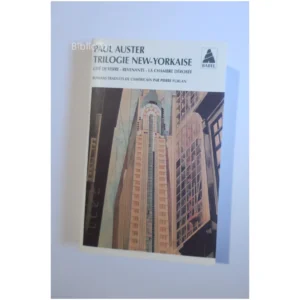 Bibli
PAUL AUSTER
TRILOGIE NEW-YORKAISE
CITÉ DE VERRE - REVENANTS - LA CHAMBRE DÉROBÉE
ROMANS TRADUITS DE L'AMÉRICAIN PAR PIERRE FURLAN
BABEL